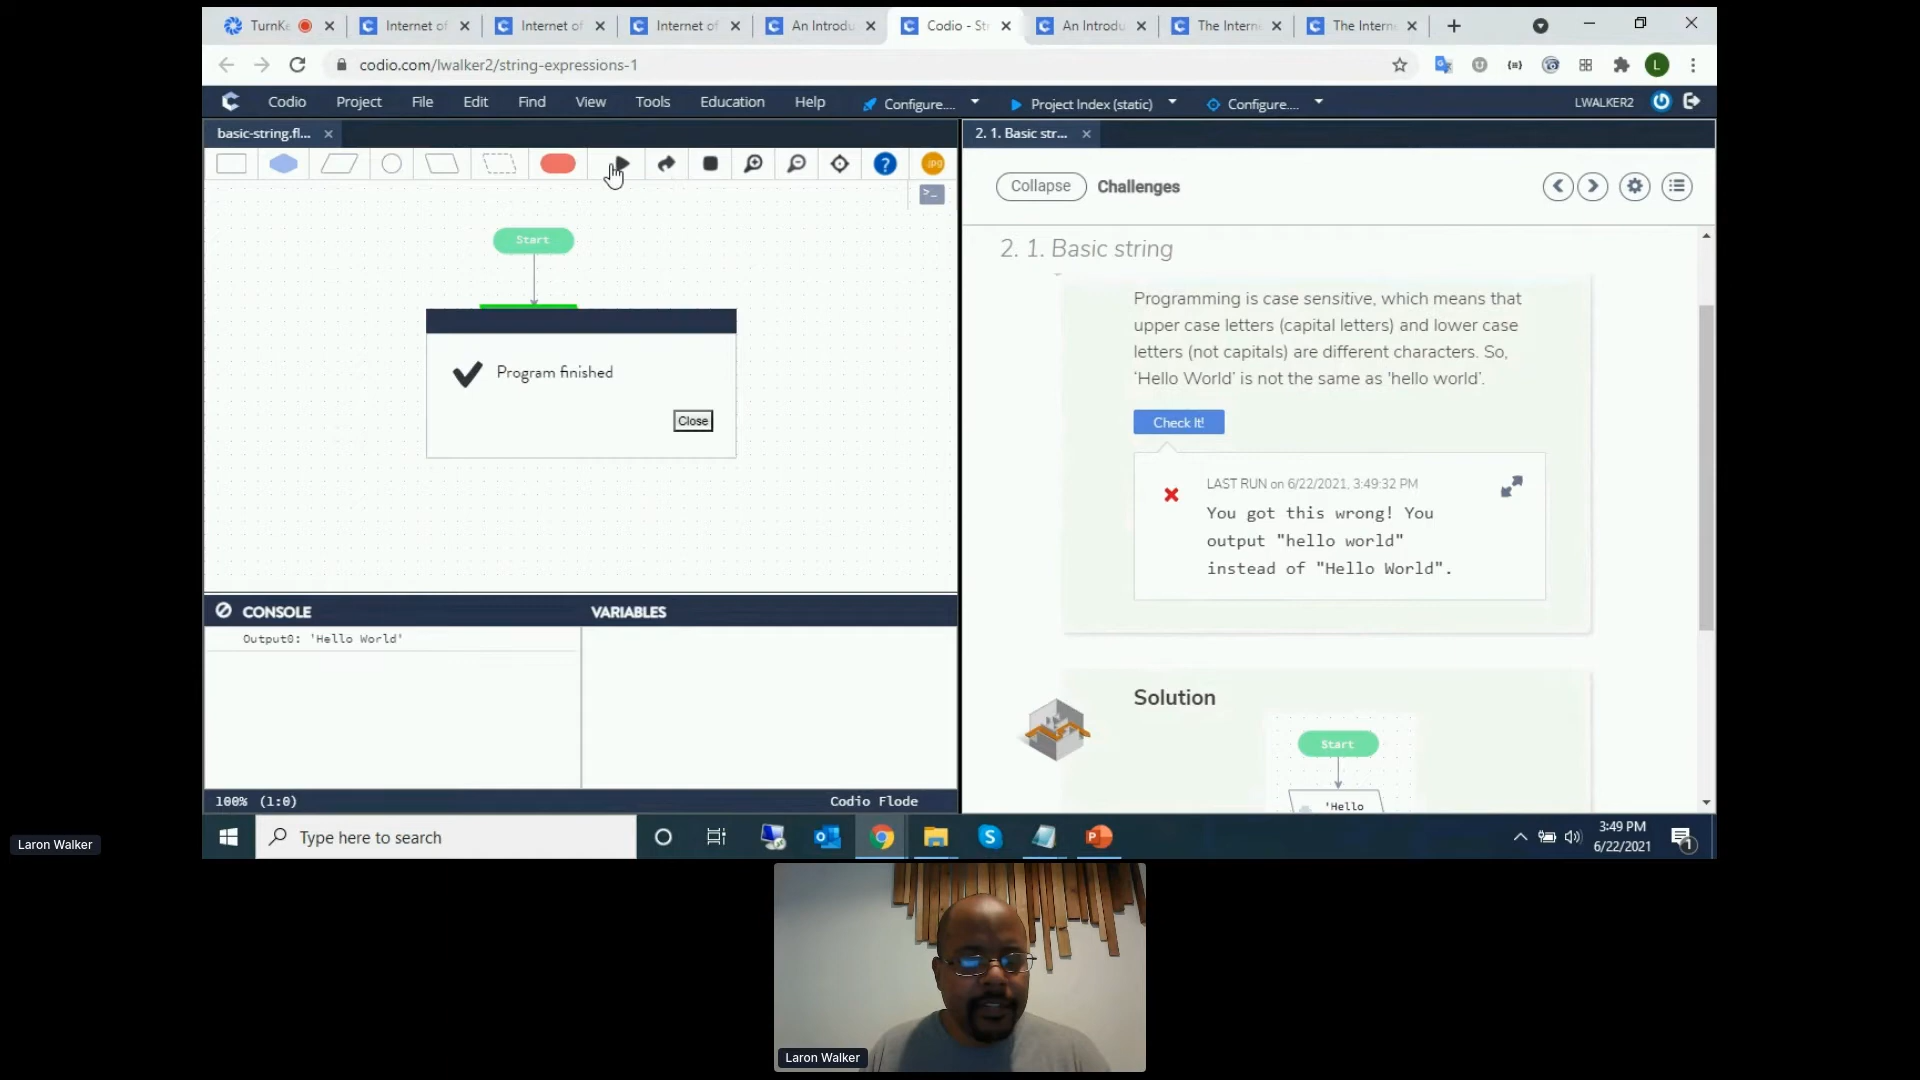 TurnKe
Internet of
Internet of
Internet of
An Introdu
Codio - St
An Introdu
The Intern
The Intern
codio.com/lwalker2/string-expressions-1
L
Codio Project File Edit Find View Tools Education Help Configure.... Project Index (static) Configure.... LWALKER2
basic-string.fl...
2. 1. Basic str...
?
JPG
>_
Collapse
Challenges
Start
Program finished
Close
2. 1. Basic string
Programming is case sensitive, which means that
upper case letters (capital letters) and lower case
letters (not capitals) are different characters. So,
‘Hello World’ is not the same as ‘hello world’.
Check It!
LAST RUN on 6/22/2021, 3:49:32 PM
You got this wrong! You
output "hello world"
instead of "Hello World".
CONSOLE
VARIABLES
Output0: 'Hello World'
Solution
Start
'Hello
100% (1:0)
Codio Flode
Type here to search
3:49 PM
6/22/2021
1
Laron Walker
Laron Walker